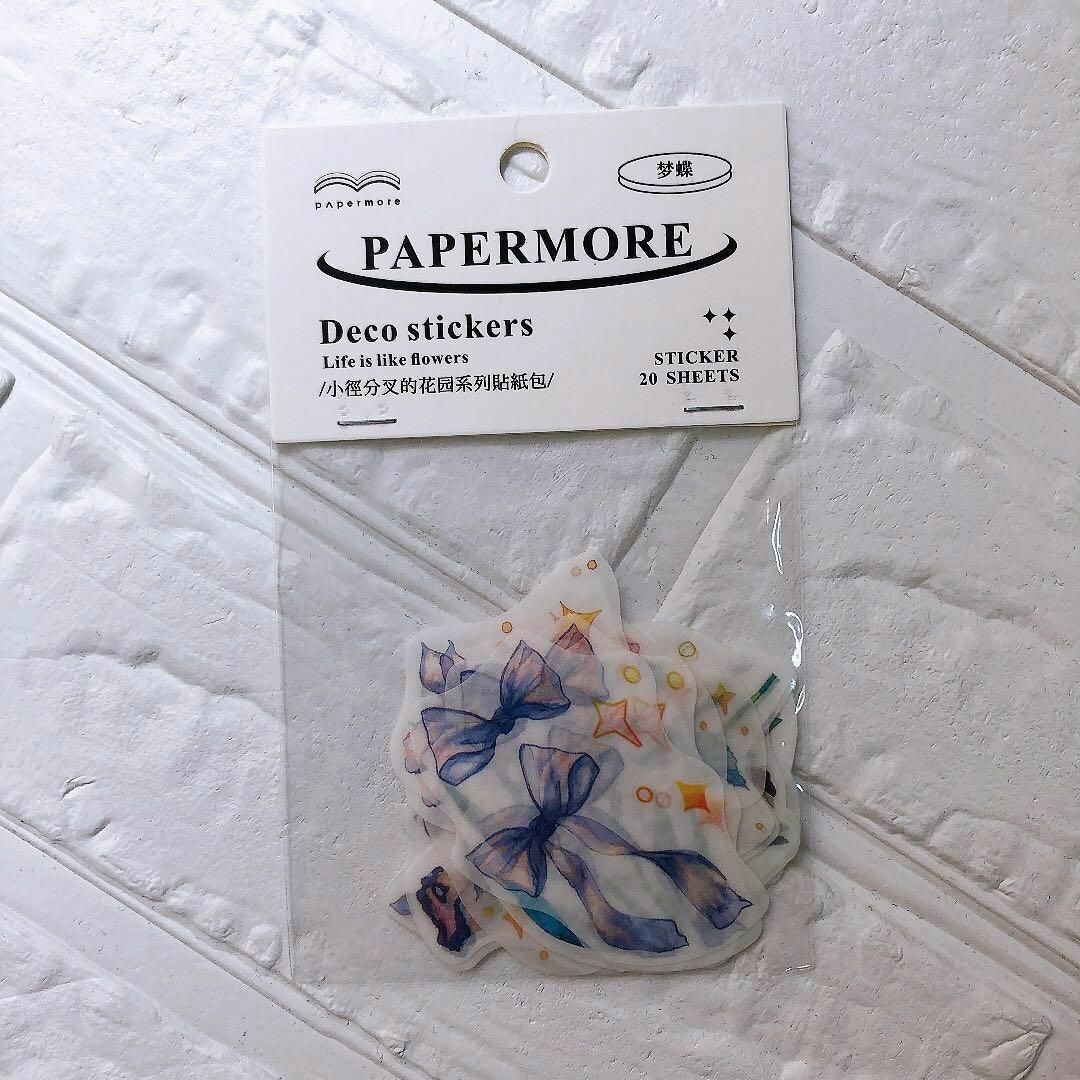 pʌpermore
梦蝶
PAPERMORE
Deco stickers
Life is like flowers
/小徑分叉的花园系列貼紙包/
STICKER
20 SHEETS